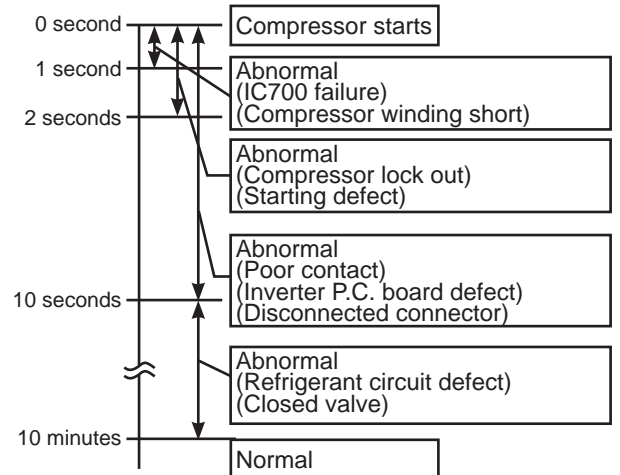 0 second
Compressor starts
1 second
Abnormal
(IC700 failure)
(Compressor winding short)
2 seconds
Abnormal
(Compressor lock out)
(Starting defect)
Abnormal
(Poor contact)
(Inverter P.C. board defect)
(Disconnected connector)
10 seconds
Abnormal
(Refrigerant circuit defect)
(Closed valve)
10 minutes
Normal